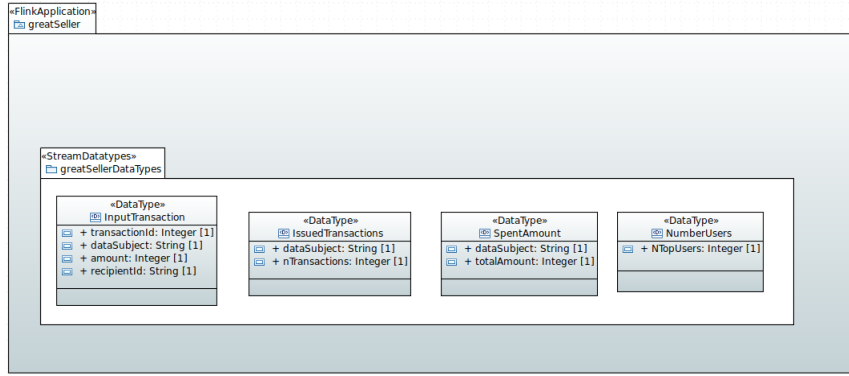 «FlinkApplication»
greatSeller
«StreamDatatypes»
greatSellerDataTypes
«DataType»
InputTransaction
+ transactionId: Integer [1]
+ dataSubject: String [1]
+ amount: Integer [1]
+ recipientId: String [1]
«DataType»
IssuedTransactions
+ dataSubject: String [1]
+ nTransactions: Integer [1]
«DataType»
SpentAmount
+ dataSubject: String [1]
+ totalAmount: Integer [1]
«DataType»
NumberUsers
+ NTopUsers: Integer [1]